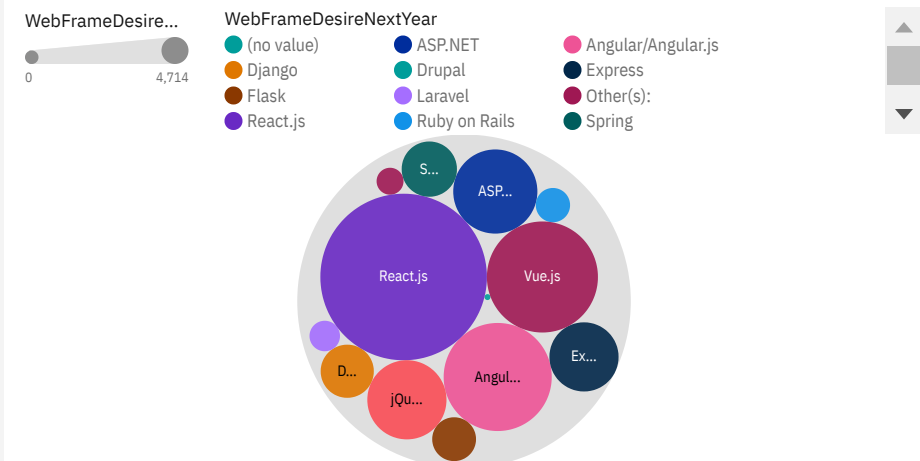 WebFrameDesire...
0 4,714
WebFrameDesireNextYear
(no value) ASP.NET Angular/Angular.js
Django Drupal Express
Flask Laravel Other(s):
React.js Ruby on Rails Spring
S...
ASP...
React.js
Vue.js
Ex...
D...
Angul...
jQu...